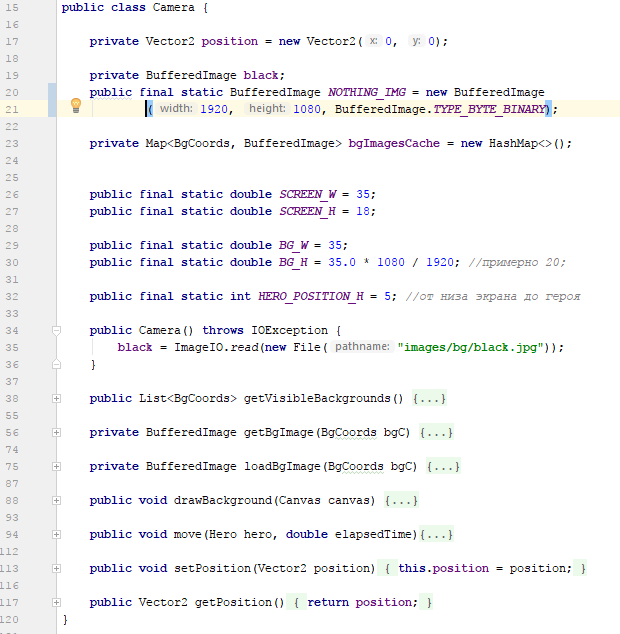 15 public class Camera {
16
17 private Vector2 position = new Vector2( x: 0, y: 0);
18
19 private BufferedImage black;
20 public final static BufferedImage NOTHING_IMG = new BufferedImage
21 ( width: 1920, height: 1080, BufferedImage.TYPE_BYTE_BINARY);
22
23 private Map<BgCoords, BufferedImage> bgImagesCache = new HashMap<>();
24
25
26 public final static double SCREEN_W = 35;
27 public final static double SCREEN_H = 18;
28
29 public final static double BG_W = 35;
30 public final static double BG_H = 35.0 * 1080 / 1920; //примерно 20;
31
32 public final static int HERO_POSITION_H = 5; //от низа экрана до героя
33
34 public Camera() throws IOException {
35 black = ImageIO.read(new File( pathname: "images/bg/black.jpg"));
36 }
37
38 public List<BgCoords> getVisibleBackgrounds() {...}
55
56 private BufferedImage getBgImage(BgCoords bgC) {...}
74
75 private BufferedImage loadBgImage(BgCoords bgC) {...}
87
88 public void drawBackground(Canvas canvas) {...}
93
94 public void move(Hero hero, double elapsedTime){...}
112
113 public void setPosition(Vector2 position) { this.position = position; }
116
117 public Vector2 getPosition() { return position; }
120 }